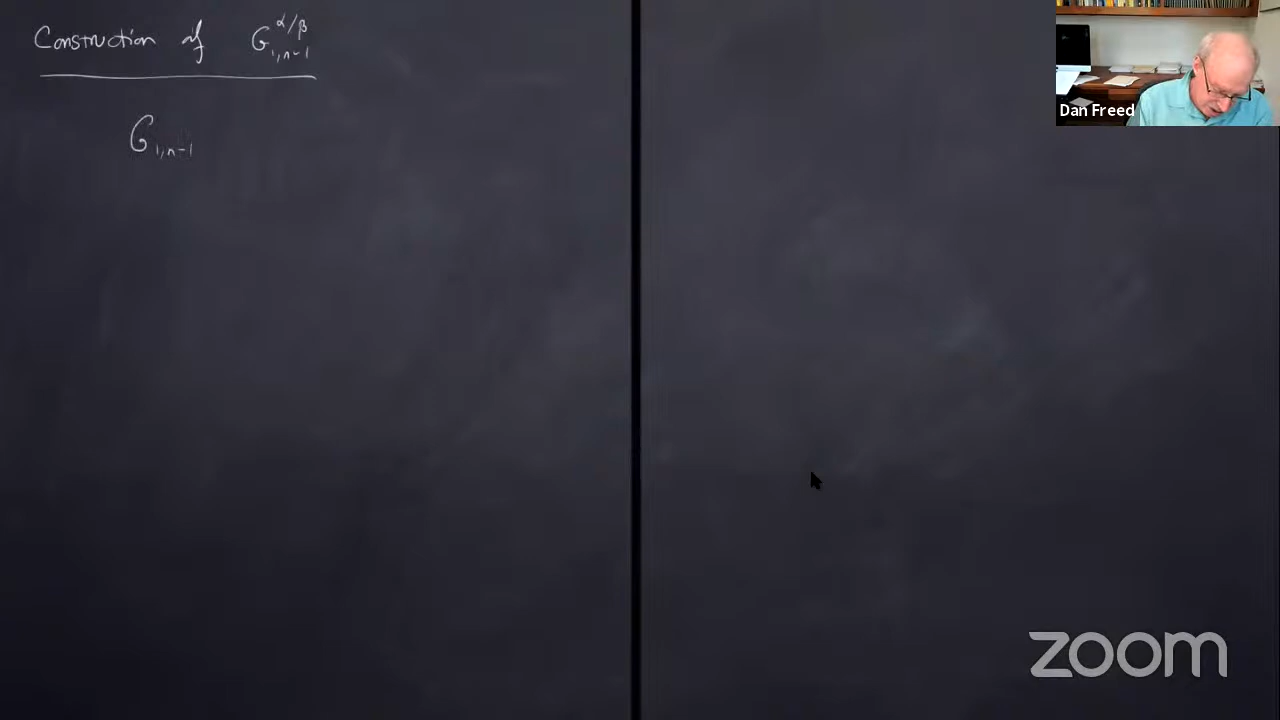 Construction of G^{α/β}_{1,n-1}
G_{1,n-1}
Dan Freed
zoom